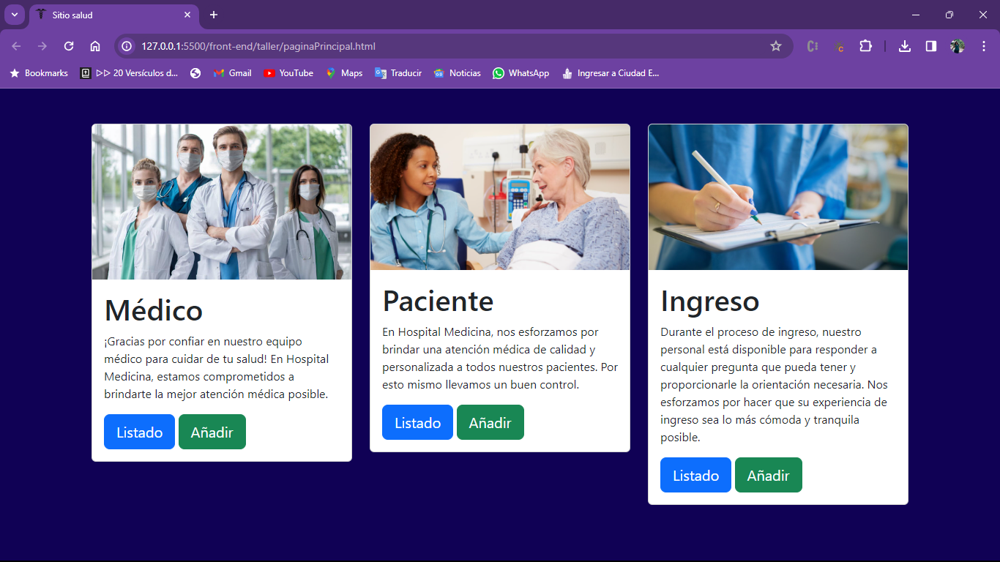 Sitio salud
127.0.0.1:5500/front-end/taller/paginaPrincipal.html
Bookmarks
▷▷ 20 Versículos d...
Gmail
YouTube
Maps
Traducir
Noticias
WhatsApp
Ingresar a Ciudad E...
Médico
¡Gracias por confiar en nuestro equipo
médico para cuidar de tu salud! En Hospital
Medicina, estamos comprometidos a
brindarte la mejor atención médica posible.
Listado
Añadir
Paciente
En Hospital Medicina, nos esforzamos por
brindar una atención médica de calidad y
personalizada a todos nuestros pacientes. Por
esto mismo llevamos un buen control.
Listado
Añadir
Ingreso
Durante el proceso de ingreso, nuestro
personal está disponible para responder a
cualquier pregunta que pueda tener y
proporcionarle la orientación necesaria. Nos
esforzamos por hacer que su experiencia de
ingreso sea lo más cómoda y tranquila
posible.
Listado
Añadir